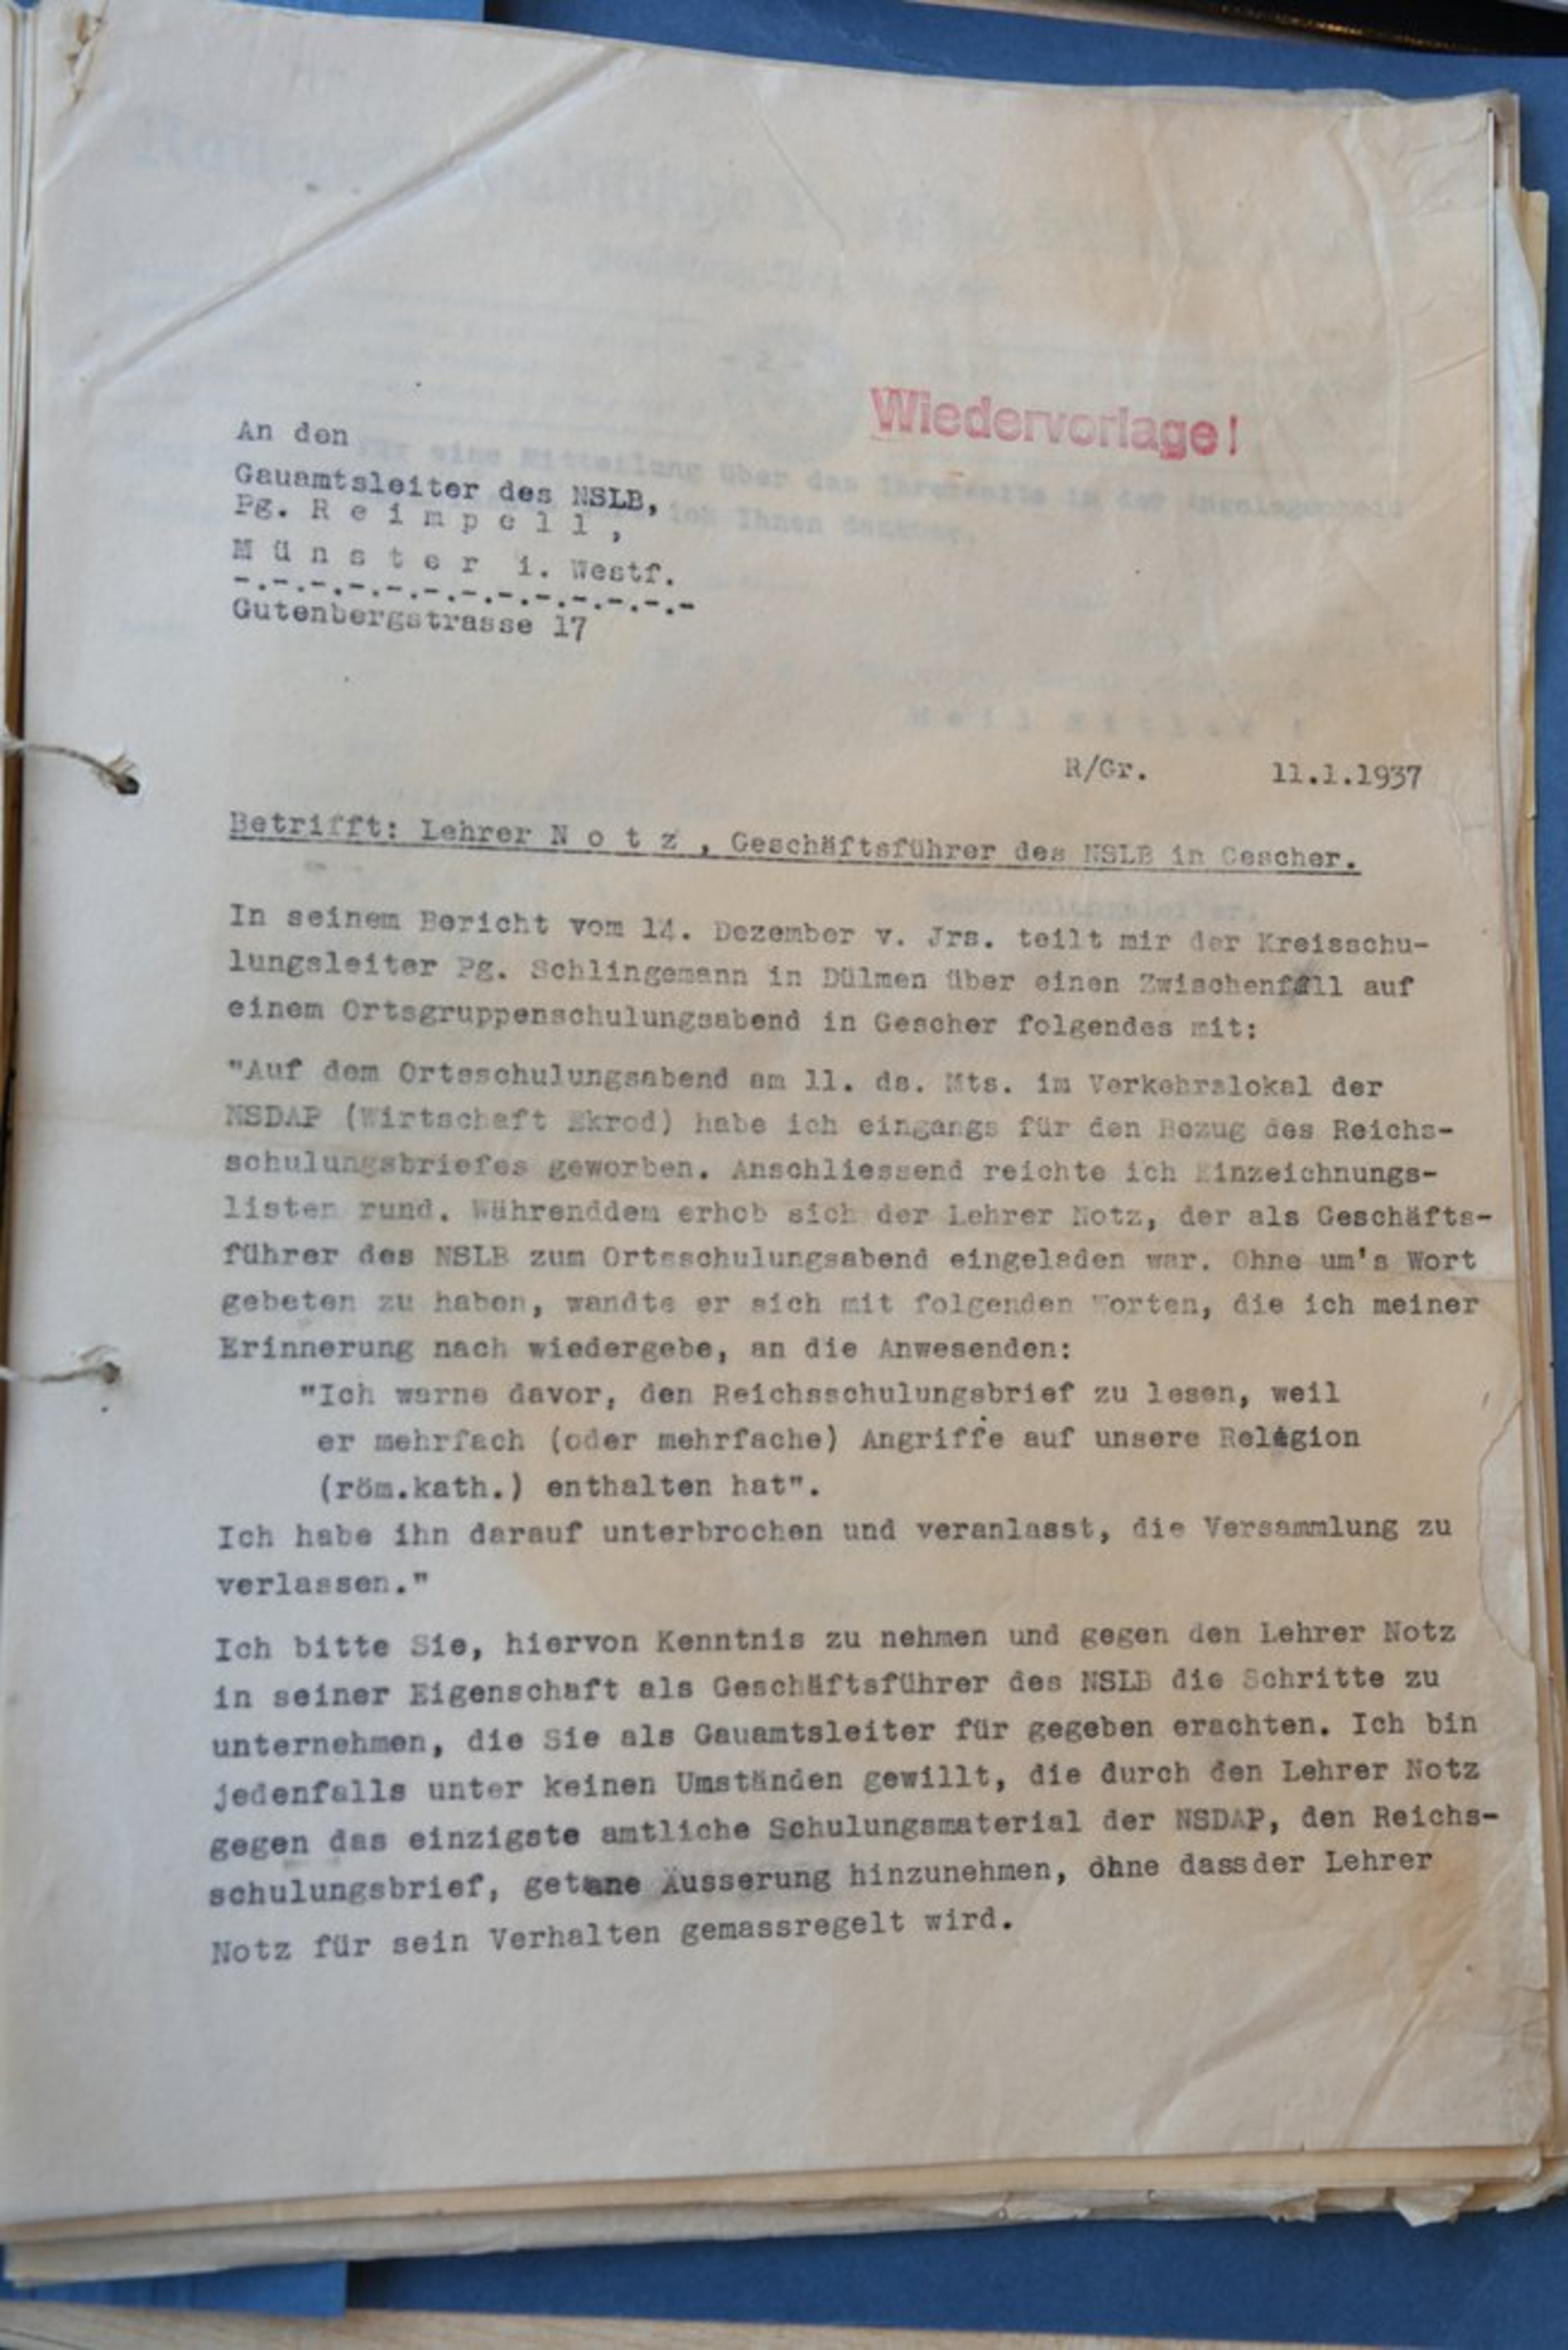 Wiedervorlage!
An den
Gauamtsleiter des NSLB,
Pg. R e i m p e l l ,
M ü n s t e r i. Westf.
-.-.-.-.-.-.-.-.-.-.-.-.-
Gutenbergstrasse 17
R/Gr. 11.1.1937
Betrifft: Lehrer N o t z , Geschäftsführer des NSLB in Gescher.
In seinem Bericht vom 14. Dezember v. Jrs. teilt mir der Kreisschu-
lungsleiter Pg. Schlingemann in Dülmen über einen Zwischenfall auf
einem Ortsgruppenschulungsabend in Gescher folgendes mit:
"Auf dem Ortsschulungsabend am 11. ds. Mts. im Verkehrslokal der
NSDAP (Wirtschaft Ekrod) habe ich eingangs für den Bezug des Reichs-
schulungsbriefes geworben. Anschliessend reichte ich Einzeichnungs-
listen rund. Währenddem erhob sich der Lehrer Notz, der als Geschäfts-
führer des NSLB zum Ortsschulungsabend eingeladen war. Ohne um's Wort
gebeten zu haben, wandte er sich mit folgenden Worten, die ich meiner
Erinnerung nach wiedergebe, an die Anwesenden:
"Ich warne davor, den Reichsschulungsbrief zu lesen, weil
er mehrfach (oder mehrfache) Angriffe auf unsere Religion
(röm.kath.) enthalten hat".
Ich habe ihn darauf unterbrochen und veranlasst, die Versammlung zu
verlassen."
Ich bitte Sie, hiervon Kenntnis zu nehmen und gegen den Lehrer Notz
in seiner Eigenschaft als Geschäftsführer des NSLB die Schritte zu
unternehmen, die Sie als Gauamtsleiter für gegeben erachten. Ich bin
jedenfalls unter keinen Umständen gewillt, die durch den Lehrer Notz
gegen das einzigste amtliche Schulungsmaterial der NSDAP, den Reichs-
schulungsbrief, getane Äusserung hinzunehmen, ohne dassder Lehrer
Notz für sein Verhalten gemassregelt wird.